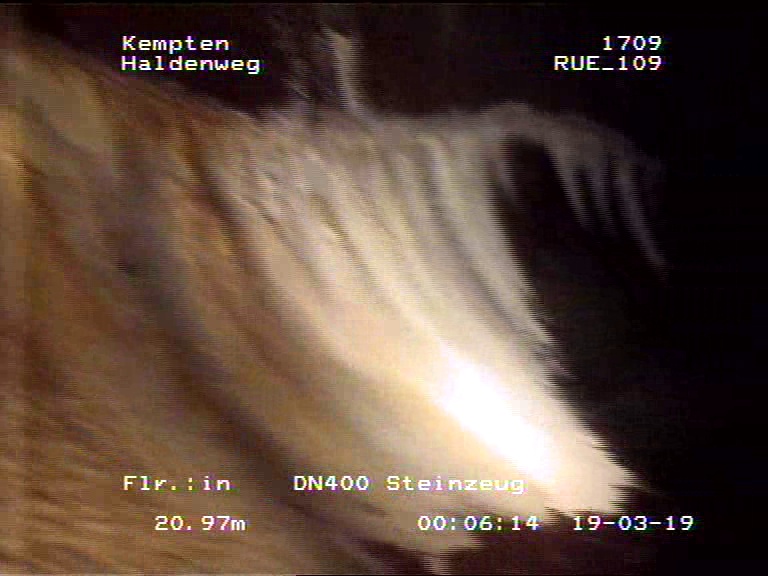 Kempten 1709
Haldenweg RUE_109
Flr.:in DN400 Steinzeug
20.97m 00:06:14 19-03-19